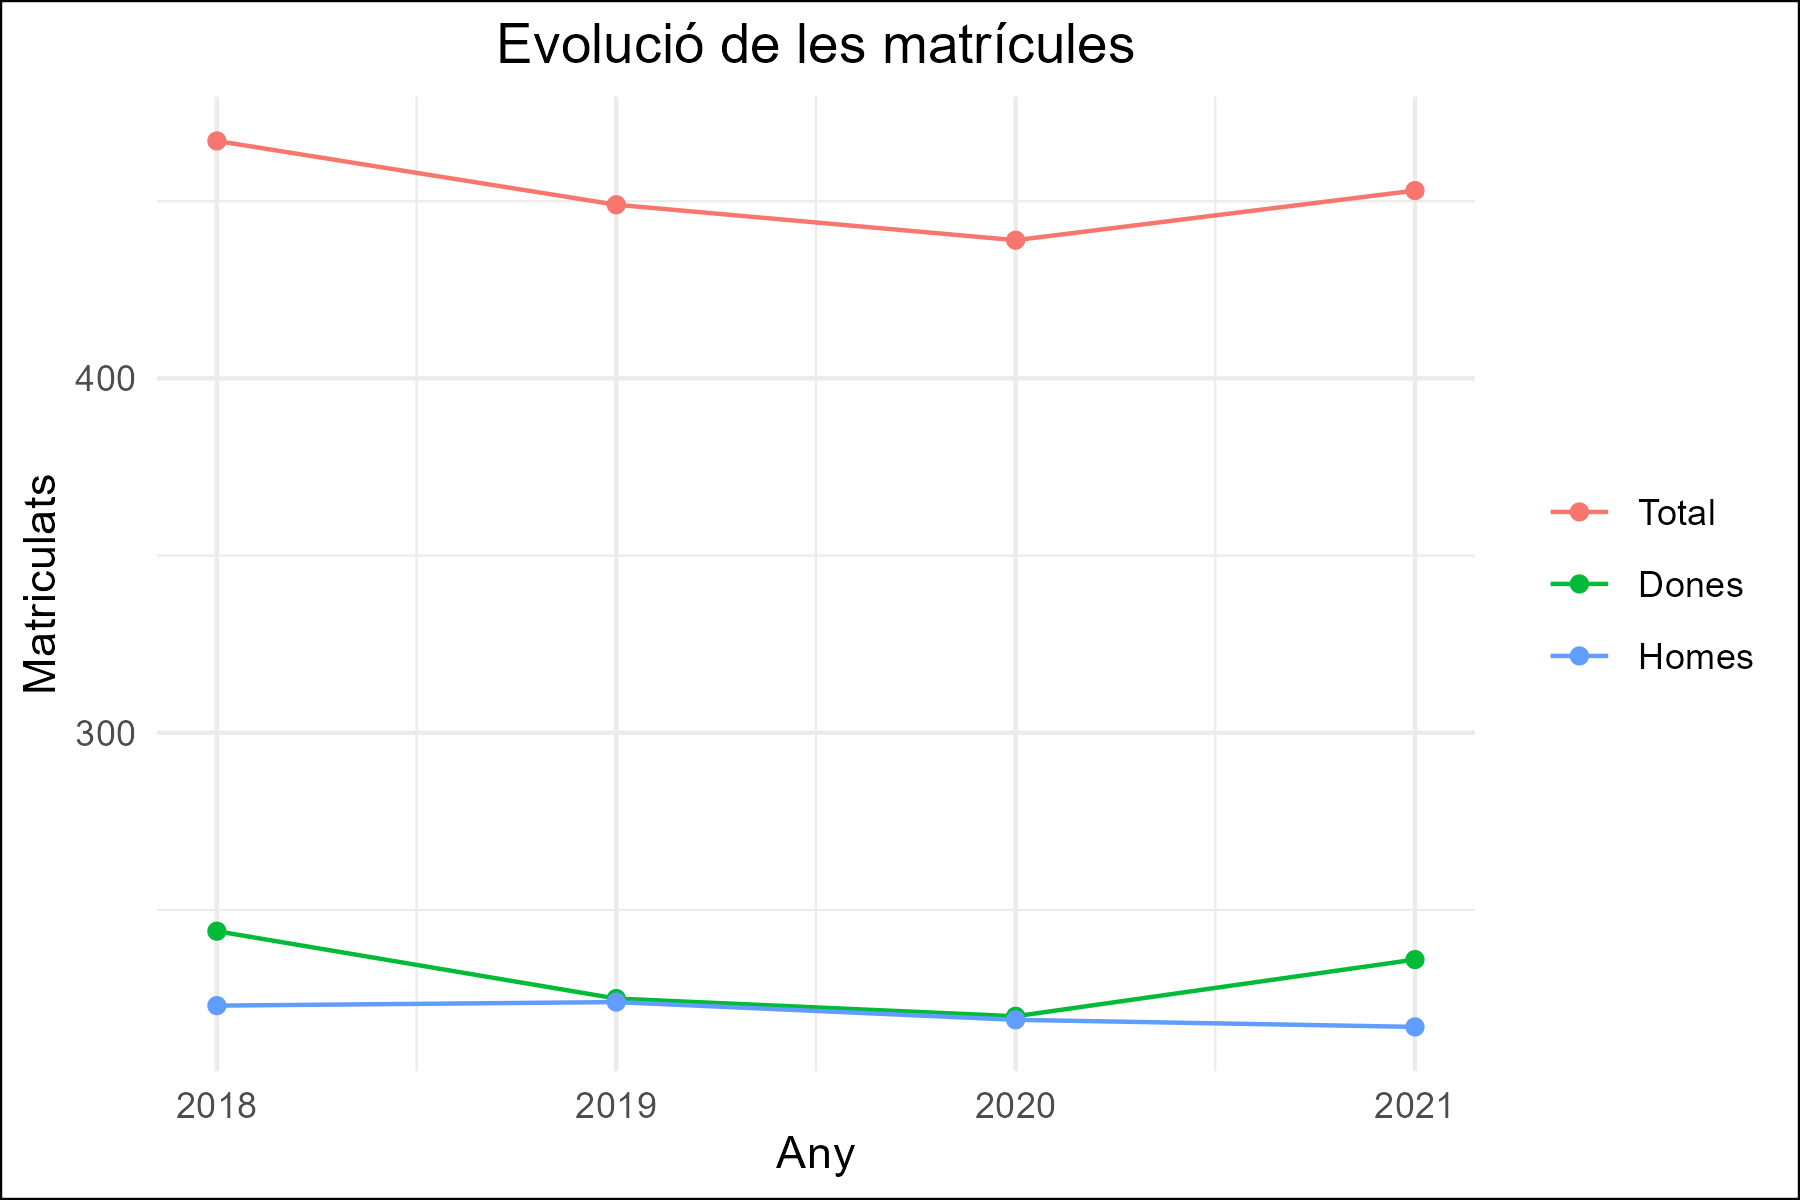 Evolució de les matrícules
Matriculats
400
300
2018
2019
2020
2021
Any
Total
Dones
Homes